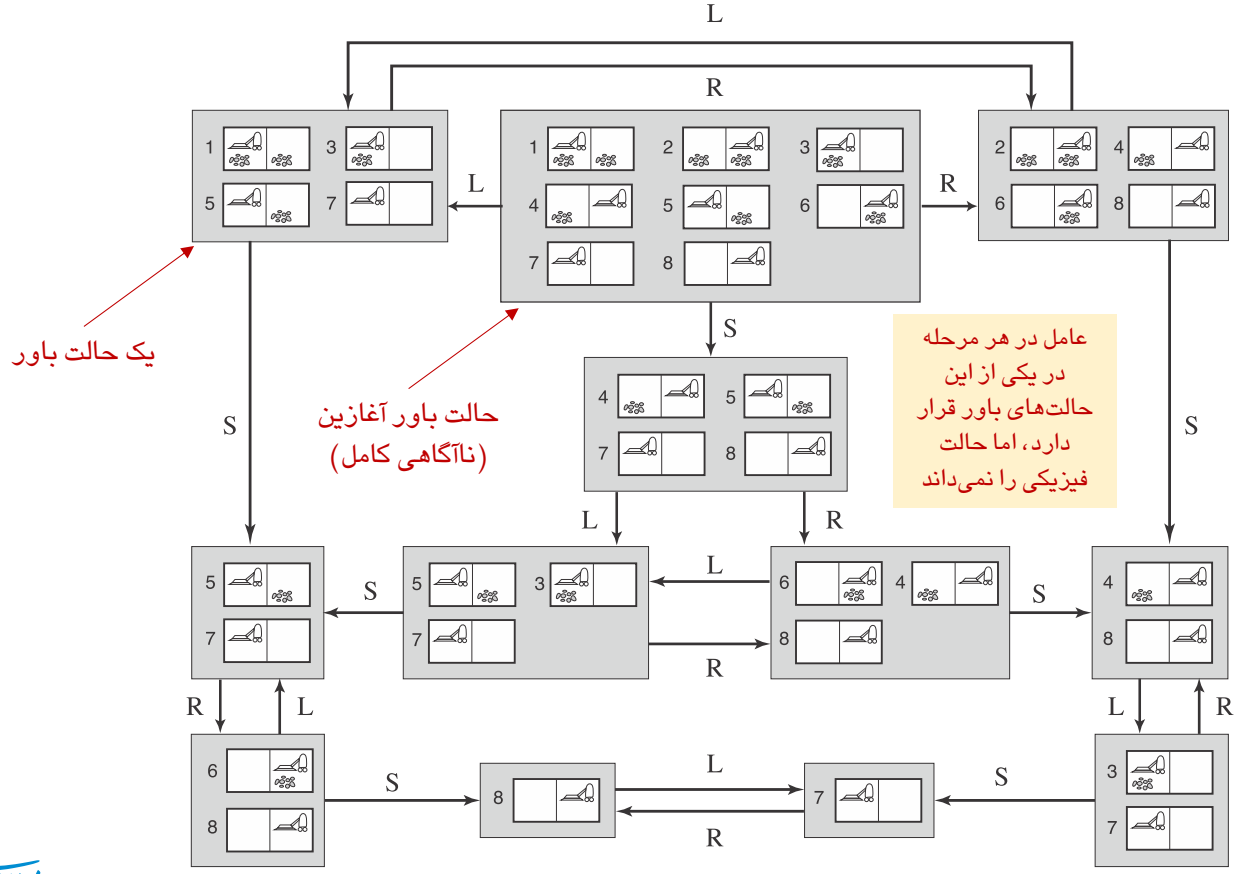 L
R
1 3
5 7
1 2 3
4 5 6
7 8
2 4
6 8
L
R
یک حالت باور
S
حالت باور آغازین
(ناآگاهی کامل)
عامل در هر مرحله
در یکی از این
حالت‌های باور قرار
دارد، اما حالت
فیزیکی را نمی‌داند
S
S
4 5
7 8
L
R
5
7
5 3
7
6 4
8
4
8
S
L
R
S
R
L
L
R
6
8
S
8
L
R
7
S
3
7